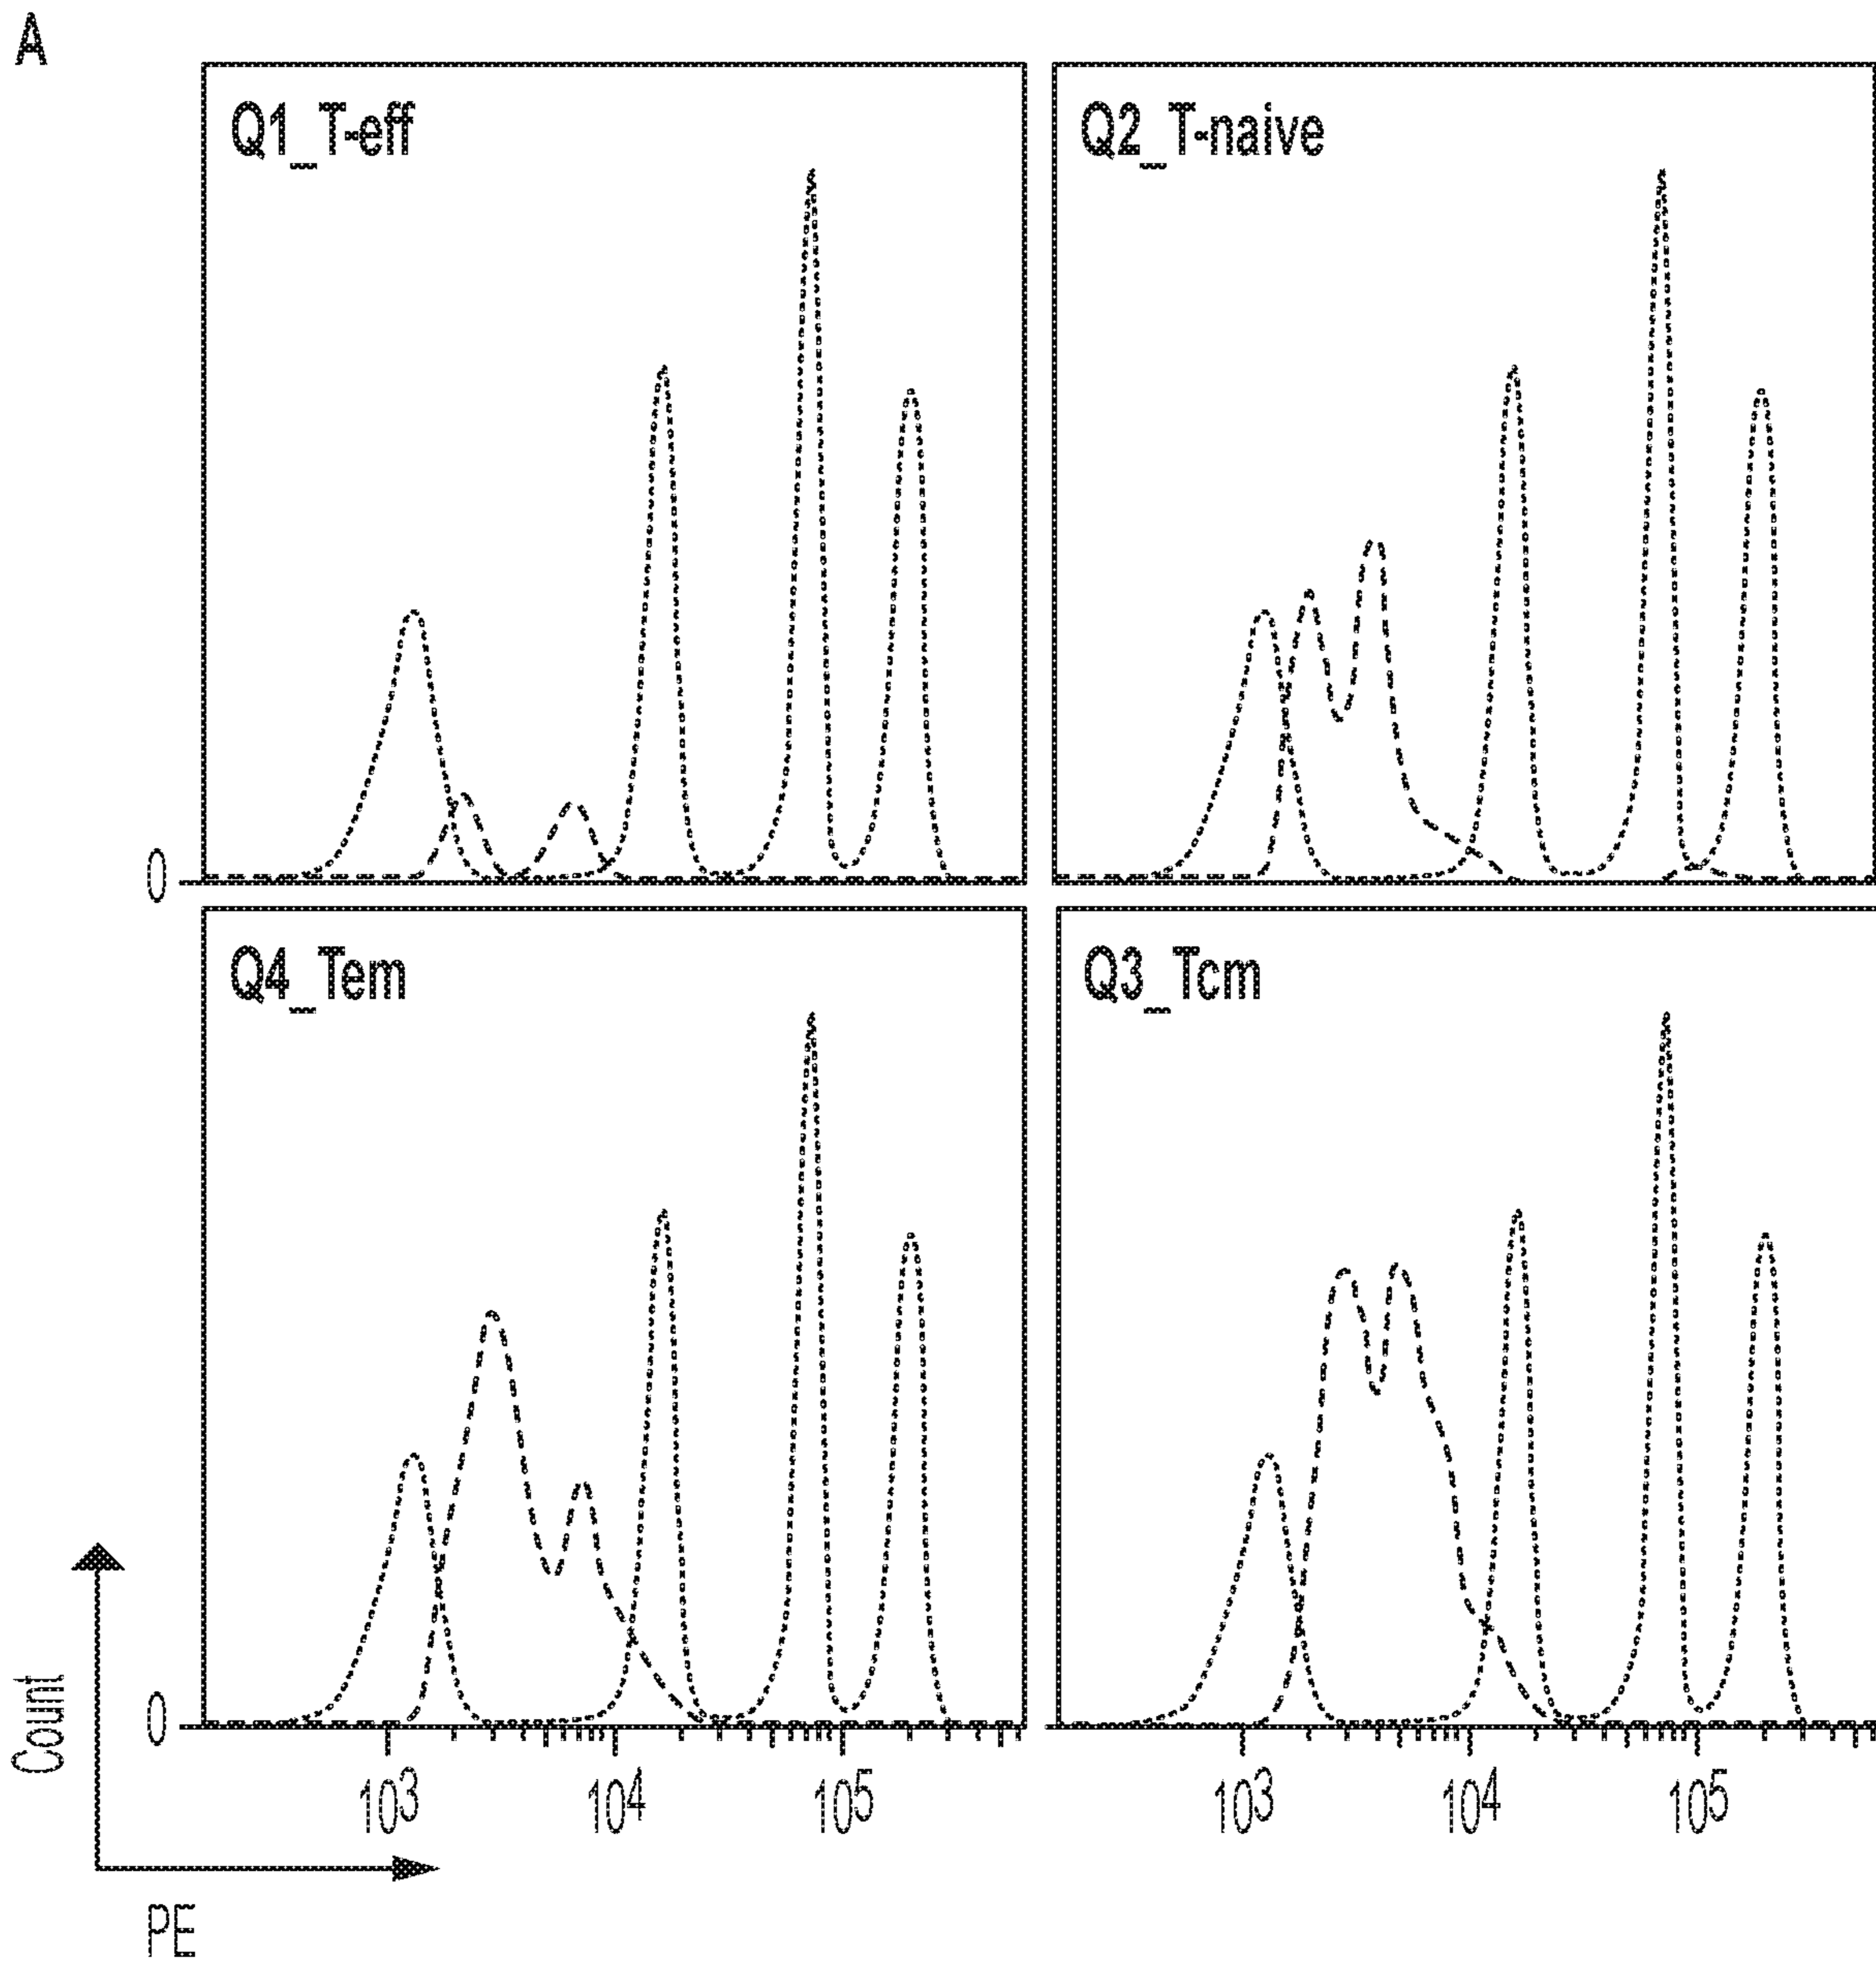 A
Q1_T-eff
Q2_T-naive
0
Q4_Tem
Q3_Tcm
Count
0
10³
10⁴
10⁵
10³
10⁴
10⁵
PE